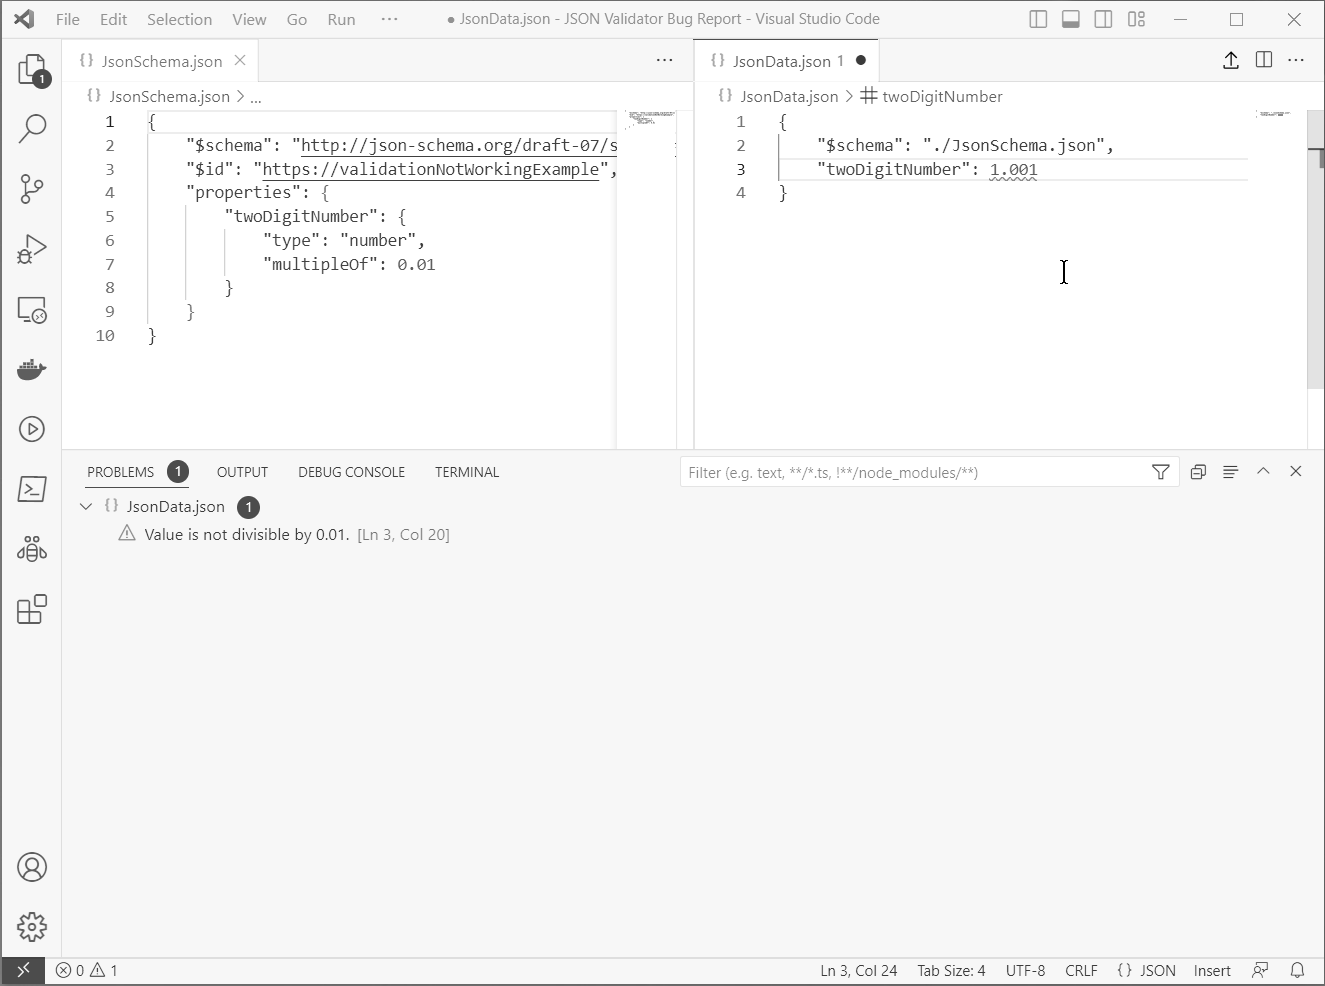 File Edit Selection View Go Run ··· ● JsonData.json - JSON Validator Bug Report - Visual Studio Code
{} JsonSchema.json
{} JsonSchema.json > ...
1 {
2 "$schema": "http://json-schema.org/draft-07/s
3 "$id": "https://validationNotWorkingExample",
4 "properties": {
5 "twoDigitNumber": {
6 "type": "number",
7 "multipleOf": 0.01
8 }
9 }
10 }
{} JsonData.json 1 ●
{} JsonData.json > twoDigitNumber
1 {
2 "$schema": "./JsonSchema.json",
3 "twoDigitNumber": 1.001
4 }
1
PROBLEMS 1 OUTPUT DEBUG CONSOLE TERMINAL Filter (e.g. text, **/*.ts, !**/node_modules/**)
{} JsonData.json 1
Value is not divisible by 0.01. [Ln 3, Col 20]
0 1 Ln 3, Col 24 Tab Size: 4 UTF-8 CRLF {} JSON Insert